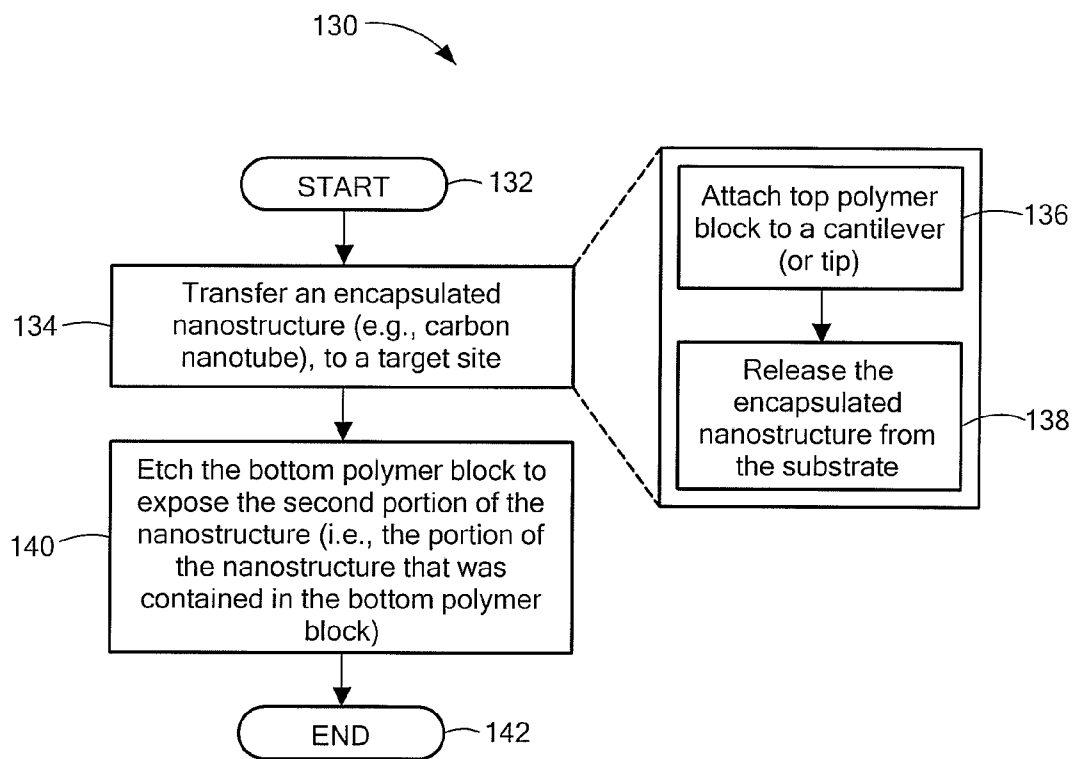 130
START
132
134
Transfer an encapsulated
nanostructure (e.g., carbon
nanotube), to a target site
Attach top polymer
block to a cantilever
(or tip)
136
Release the
encapsulated
nanostructure from
the substrate
138
140
Etch the bottom polymer block to
expose the second portion of the
nanostructure (i.e., the portion of
the nanostructure that was
contained in the bottom polymer
block)
END
142